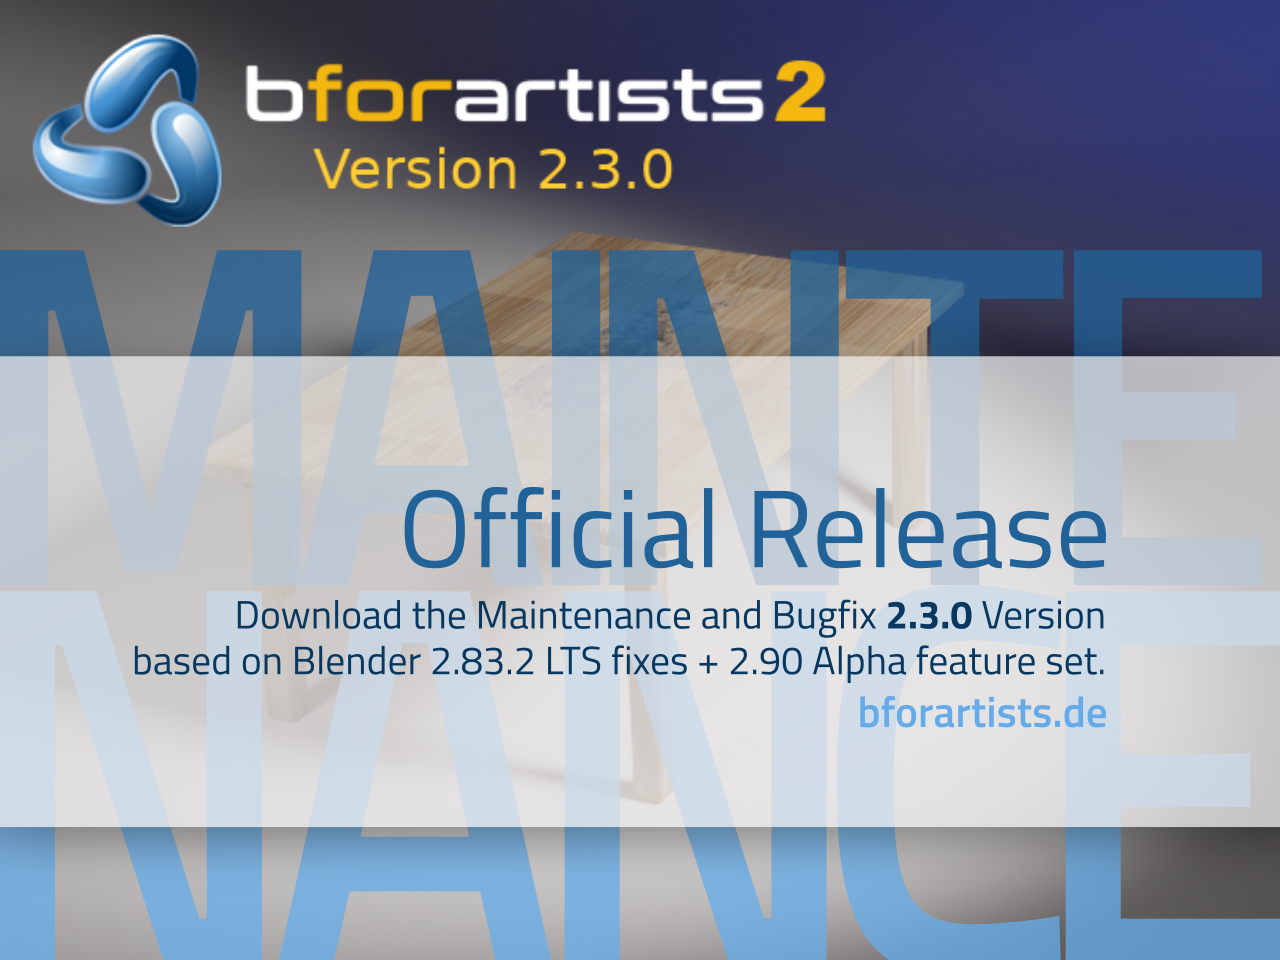 bforartists2
Version 2.3.0
MAINTE
NANCE
Official Release
Download the Maintenance and Bugfix 2.3.0 Version
based on Blender 2.83.2 LTS fixes + 2.90 Alpha feature set.
bforartists.de